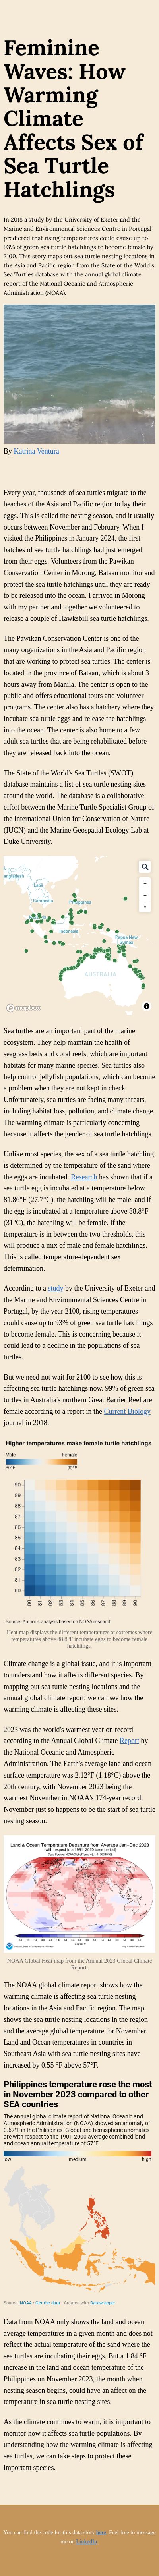 Feminine
Waves: How
Warming
Climate
Affects Sex of
Sea Turtle
Hatchlings
In 2018 a study by the University of Exeter and the
Marine and Environmental Sciences Centre in Portugal
predicted that rising temperatures could cause up to
93% of green sea turtle hatchlings to become female by
2100. This story maps out sea turtle nesting locations in
the Asia and Pacific region from the State of the World's
Sea Turtles database with the annual global climate
report of the National Oceanic and Atmospheric
Administration (NOAA).
By Katrina Ventura
Every year, thousands of sea turtles migrate to the
beaches of the Asia and Pacific region to lay their
eggs. This is called the nesting season, and it usually
occurs between November and February. When I
visited the Philippines in January 2024, the first
batches of sea turtle hatchlings had just emerged
from their eggs. Volunteers from the Pawikan
Conservation Center in Morong, Bataan monitor and
protect the sea turtle hatchlings until they are ready
to be released into the ocean. I arrived in Morong
with my partner and together we volunteered to
release a couple of Hawksbill sea turtle hatchlings.
The Pawikan Conservation Center is one of the
many organizations in the Asia and Pacific region
that are working to protect sea turtles. The center is
located in the province of Bataan, which is about 3
hours away from Manila. The center is open to the
public and offers educational tours and volunteer
programs. The center also has a hatchery where they
incubate sea turtle eggs and release the hatchlings
into the ocean. The center is also home to a few
adult sea turtles that are being rehabilitated before
they are released back into the ocean.
The State of the World's Sea Turtles (SWOT)
database maintains a list of sea turtle nesting sites
around the world. The database is a collaborative
effort between the Marine Turtle Specialist Group of
the International Union for Conservation of Nature
(IUCN) and the Marine Geospatial Ecology Lab at
Duke University.
Laos
Cambodia
Philippines
Indonesia
Papua New
Guinea
AUSTRALIA
mapbox
Sea turtles are an important part of the marine
ecosystem. They help maintain the health of
seagrass beds and coral reefs, which are important
habitats for many marine species. Sea turtles also
help control jellyfish populations, which can become
a problem when they are not kept in check.
Unfortunately, sea turtles are facing many threats,
including habitat loss, pollution, and climate change.
The warming climate is particularly concerning
because it affects the gender of sea turtle hatchlings.
Unlike most species, the sex of a sea turtle hatchling
is determined by the temperature of the sand where
the eggs are incubated. Research has shown that if a
sea turtle egg is incubated at a temperature below
81.86°F (27.7°C), the hatchling will be male, and if
they are incubated at a temperature above 88.8°F
(31°C), the hatchling will be female. If the
temperature is in between the two thresholds, this
will produce a mix of male and female hatchlings.
This is called temperature-dependent sex
determination.
According to a study by the University of Exeter and
the Marine and Environmental Sciences Centre in
Portugal, by the year 2100, rising temperatures
could cause up to 93% of green sea turtle hatchlings
to become female. This is concerning because it
could lead to a decline in the populations of sea
turtles.
But we need not wait for 2100 to see how this is
affecting sea turtle hatchlings now. 99% of green sea
turtles in Australia's northern Great Barrier Reef are
female according to a report in the Current Biology
journal in 2018.
Higher temperatures make female turtle hatchlings
Male Female
80°F 90°F
90
89
88
87
86
85
84
83
82
81
80
80 81 82 83 84 85 86 87 88 89 90
Source: Author's analysis based on NOAA research
Heat map displays the different temperatures at extremes where
temperatures above 88.8°F incubate eggs to become female
hatchlings.
Climate change is a global issue, and it is important
to understand how it affects different species. By
mapping out sea turtle nesting locations and the
annual global climate report, we can see how the
warming climate is affecting these sites.
2023 was the world's warmest year on record
according to the Annual Global Climate Report by
the National Oceanic and Atmospheric
Administration. The Earth's average land and ocean
surface temperature was 2.12°F (1.18°C) above the
20th century, with November 2023 being the
warmest November in NOAA's 174-year record.
November just so happens to be the start of sea turtle
nesting season.
Land & Ocean Temperature Departure from Average Jan–Dec 2023
(with respect to a 1991–2020 base period)
NOAA Global Heat map from the Annual 2023 Global Climate
Report.
The NOAA global climate report shows how the
warming climate is affecting sea turtle nesting
locations in the Asia and Pacific region. The map
shows the sea turtle nesting locations in the region
and the average global temperature for November.
Land and Ocean temperatures in countries in
Southeast Asia with sea turtle nesting sites have
increased by 0.55 °F above 57°F.
Philippines temperature rose the most
in November 2023 compared to other
SEA countries
The annual global climate report of National Oceanic and
Atmospheric Administration (NOAA) showed an anomaly of
0.67°F in the Philippines. Global and hemispheric anomalies
are with respect to the 1901-2000 average combined land
and ocean annual temperature of 57°F.
low medium high
Source: NOAA · Get the data · Created with Datawrapper
Data from NOAA only shows the land and ocean
average temperatures in a given month and does not
reflect the actual temperature of the sand where the
sea turtles are incubating their eggs. But a 1.84 °F
increase in the land and ocean temperature of the
Philippines on November 2023, the month when
nesting season begins, could have an affect on the
temperature in sea turtle nesting sites.
As the climate continues to warm, it is important to
monitor how it affects sea turtle populations. By
understanding how the warming climate is affecting
sea turtles, we can take steps to protect these
important species.
You can find the code for this data story here. Feel free to message
me on LinkedIn.